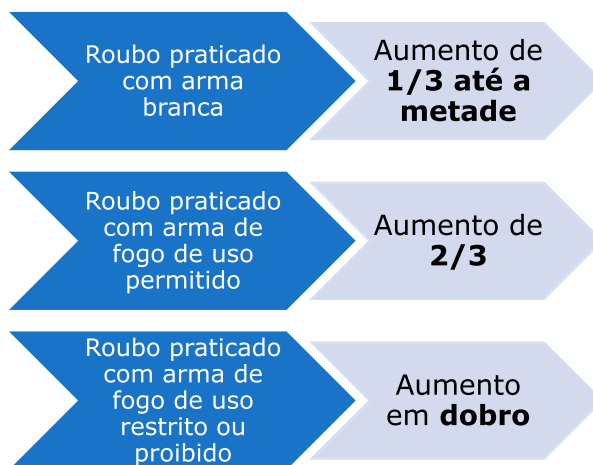 Roubo praticado
com arma
branca
Aumento de
1/3 até a
metade
Roubo praticado
com arma de
fogo de uso
permitido
Aumento de
2/3
Roubo praticado
com arma de
fogo de uso
restrito ou
proibido
Aumento
em dobro